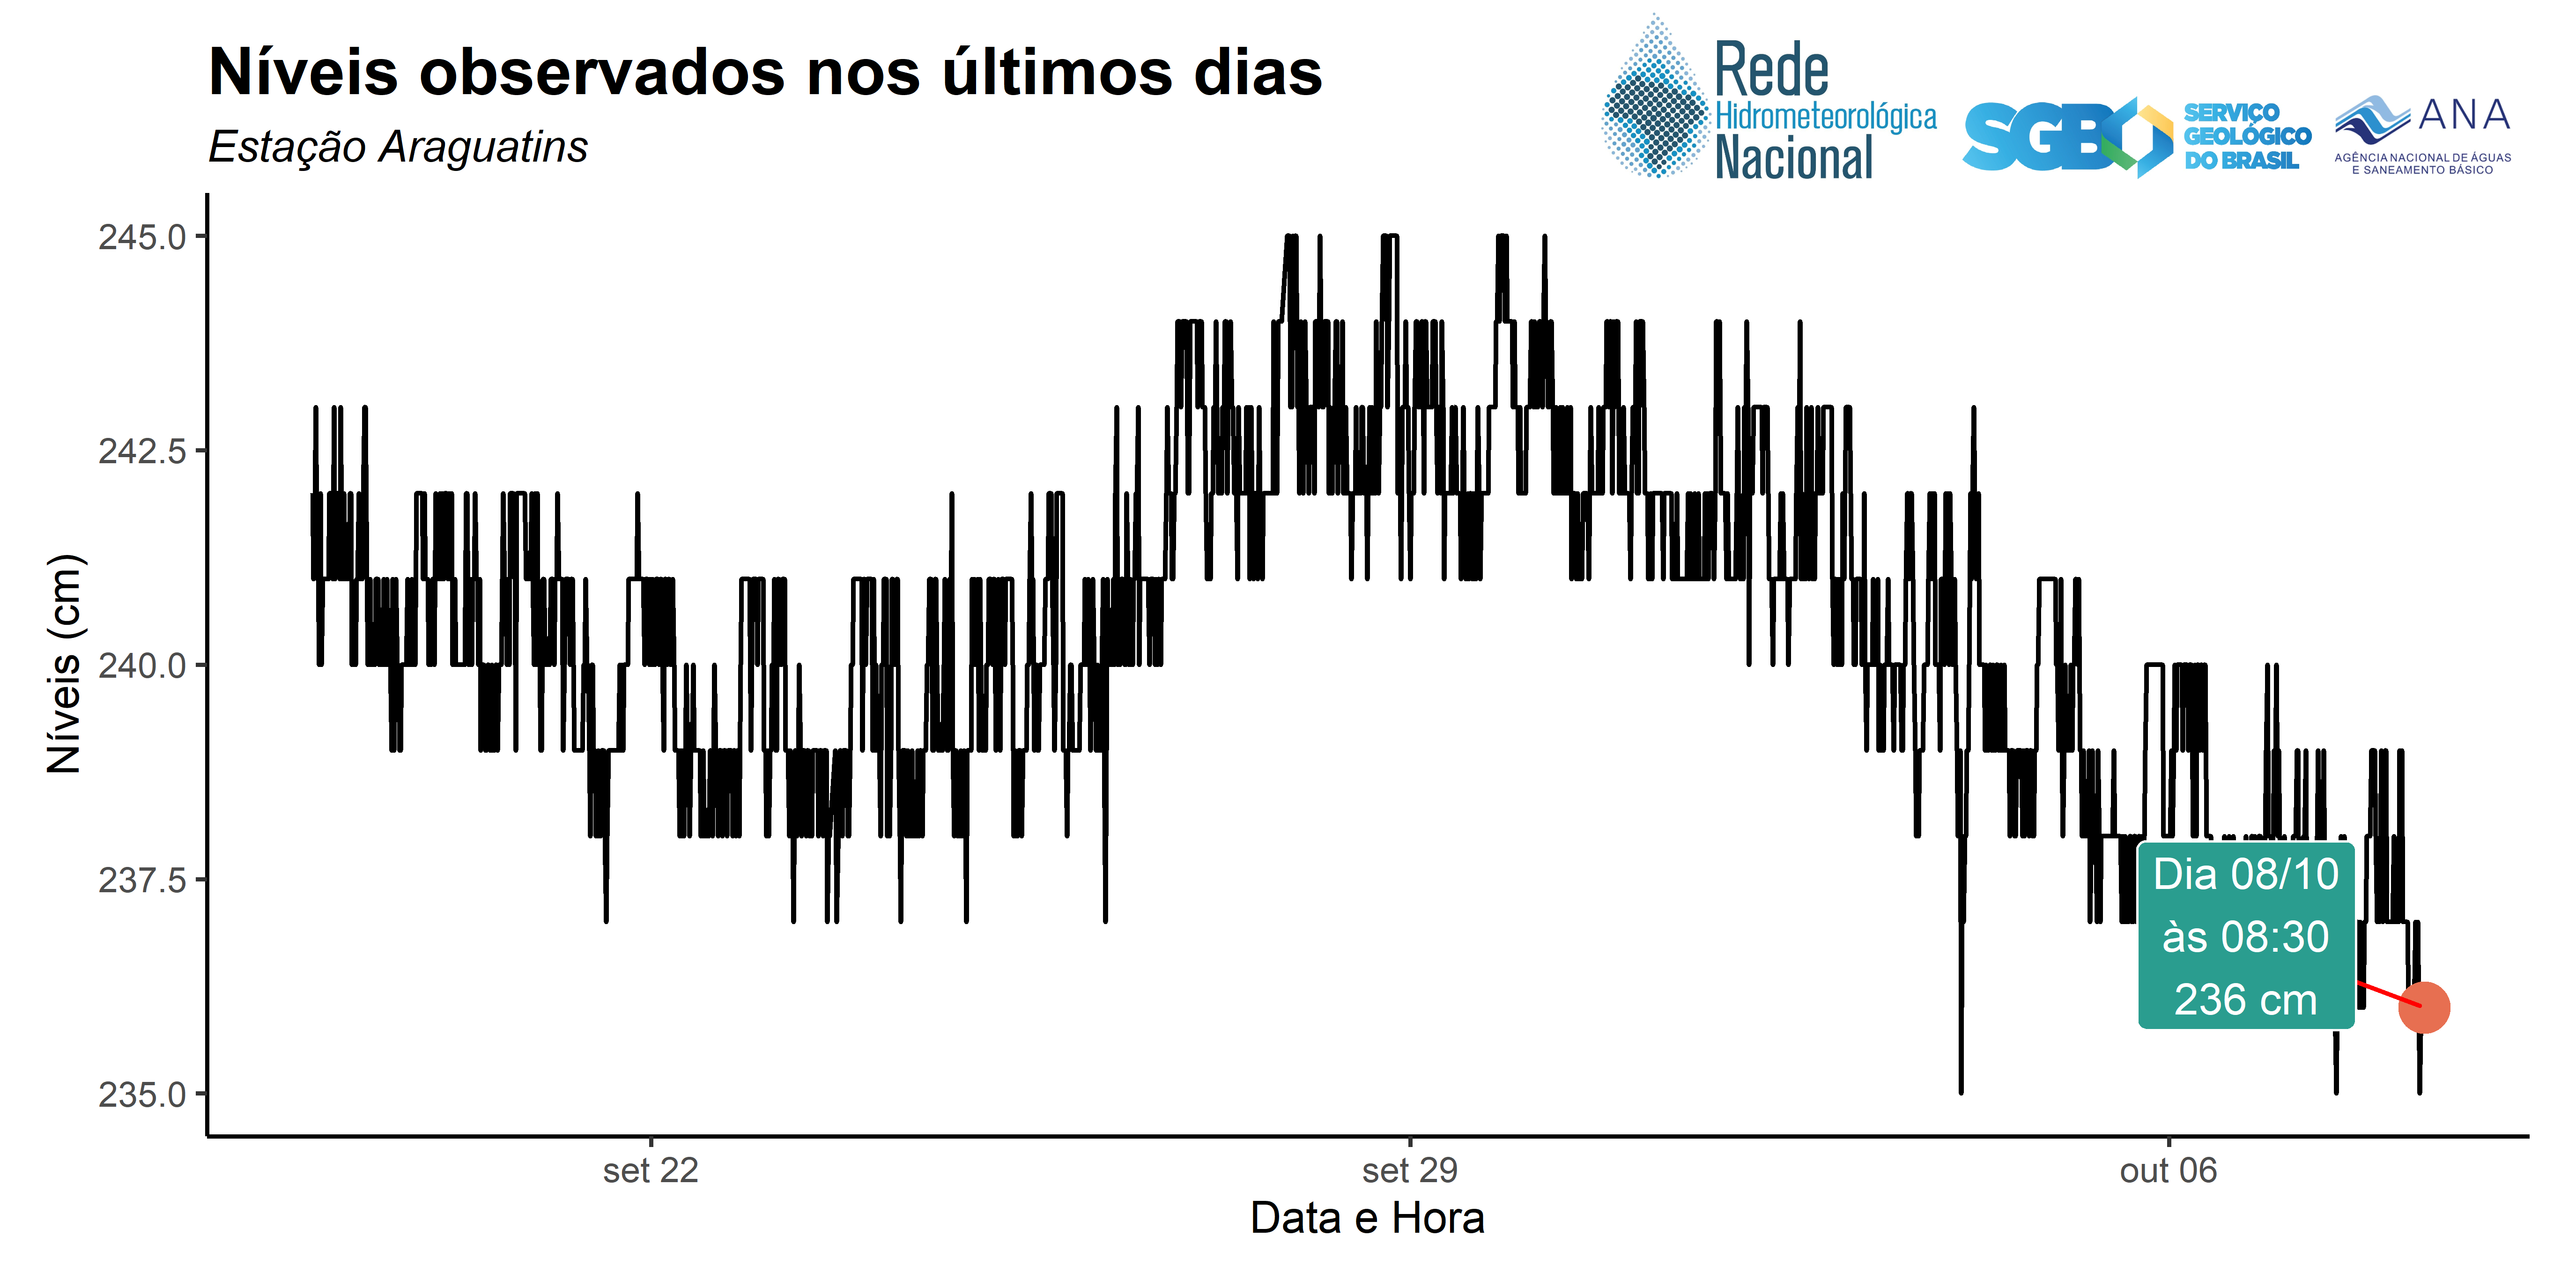 Níveis observados nos últimos dias
Estação Araguatins
Rede
Hidrometeorológica
Nacional
SGB
SERVIÇO
GEOLÓGICO
DO BRASIL
ANA
AGÊNCIA NACIONAL DE ÁGUAS
E SANEAMENTO BÁSICO
Níveis (cm)
245.0
242.5
240.0
237.5
235.0
Dia 08/10
às 08:30
236 cm
set 22
set 29
out 06
Data e Hora